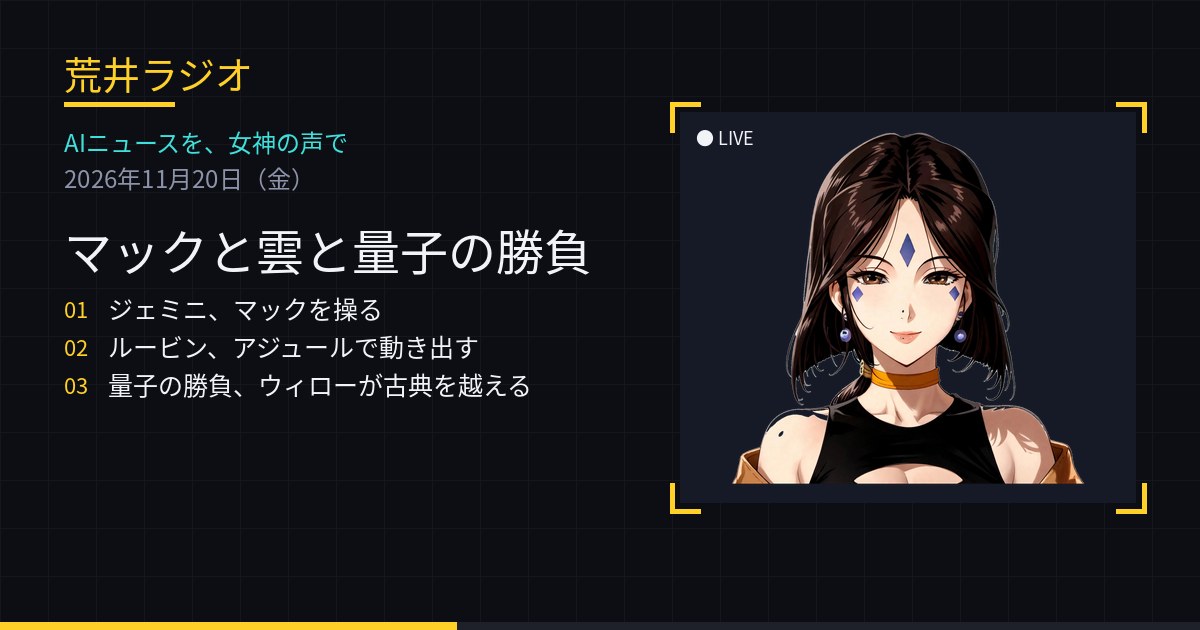 荒井ラジオ
AIニュースを、女神の声で
2026年11月20日（金）
マックと雲と量子の勝負
01 ジェミニ、マックを操る
02 ルービン、アジュールで動き出す
03 量子の勝負、ウィローが古典を越える
LIVE